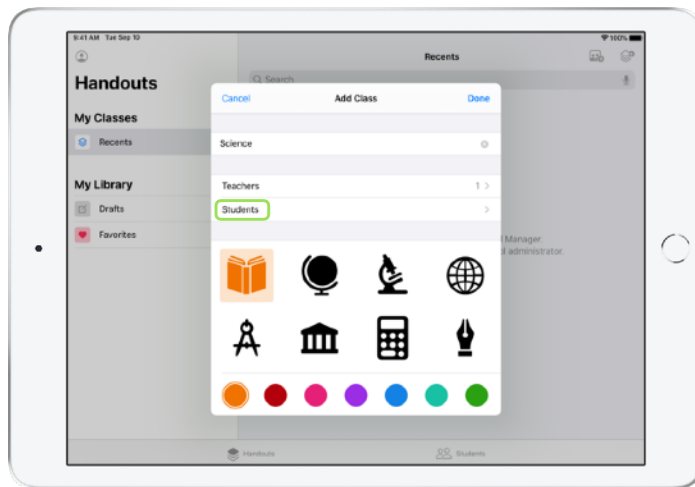 9:41 AM Tue Sep 10
100%
Recents
Handouts
Search
My Classes
Recents
My Library
Drafts
Favorites
Cancel
Add Class
Done
Science
Teachers
1
Students
Manager.
administrator.
Handouts
Students